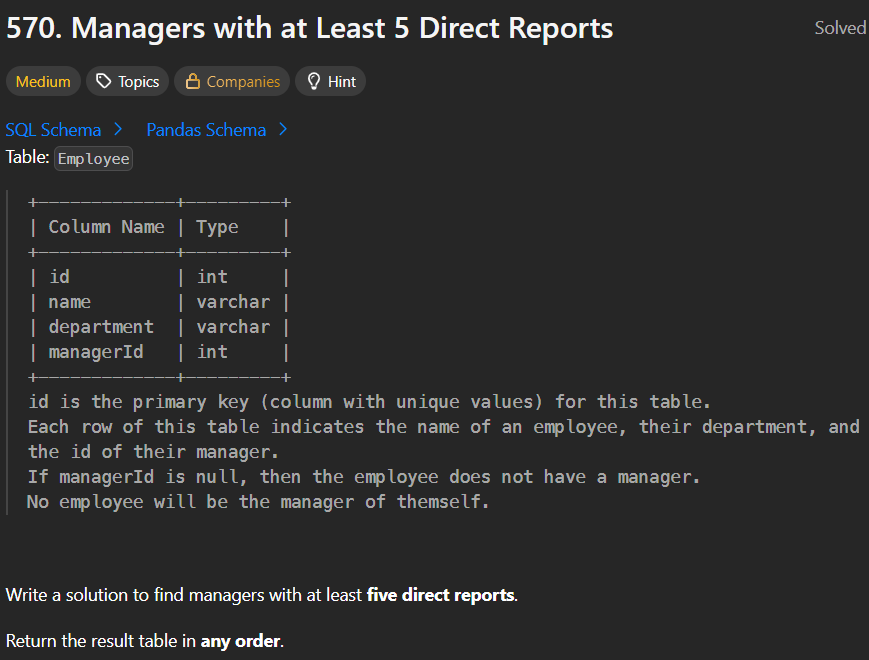 570. Managers with at Least 5 Direct Reports
Solved
Medium Topics Companies Hint
SQL Schema > Pandas Schema >
Table: Employee
+-------------+---------+
| Column Name | Type    |
+-------------+---------+
| id          | int     |
| name        | varchar |
| department  | varchar |
| managerId   | int     |
+-------------+---------+
id is the primary key (column with unique values) for this table.
Each row of this table indicates the name of an employee, their department, and
the id of their manager.
If managerId is null, then the employee does not have a manager.
No employee will be the manager of themself.
Write a solution to find managers with at least five direct reports.
Return the result table in any order.